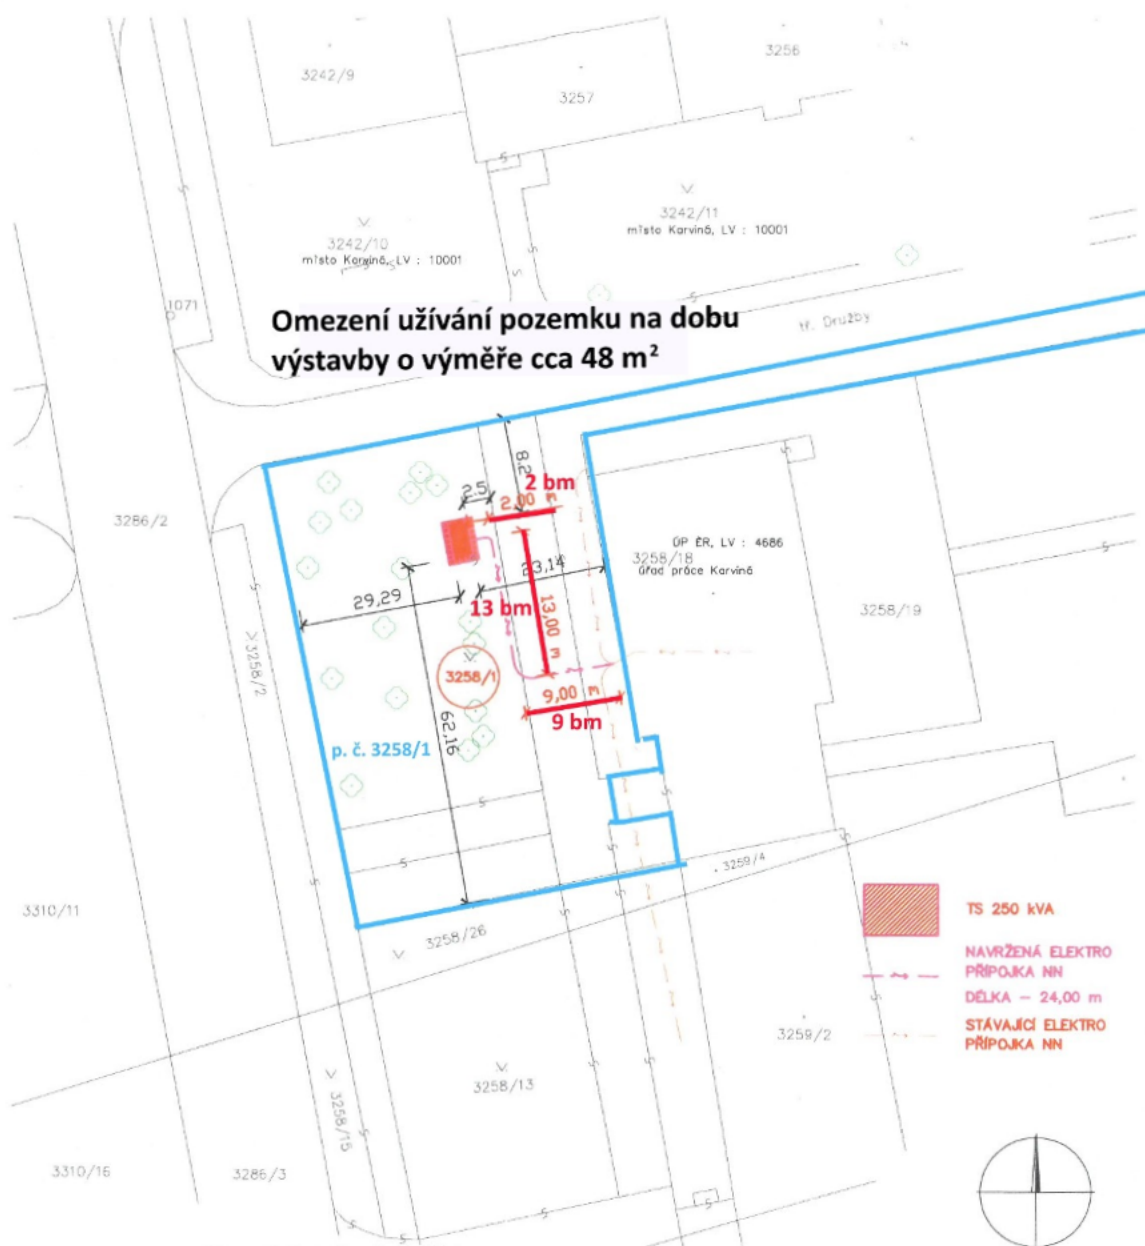 3242/9
3257
3256
3242/10
místo Karviná, LV : 10001
3242/11
místo Karviná, LV : 10001
1071
Omezení užívání pozemku na dobu
výstavby o výměře cca 48 m²
tř. Družby
3286/2
8.2
2,5
2 bm
2,00 m
ÚP ČR, LV : 4686
3258/18
Úřad práce Karviná
23,14
29,29
13 bm
13,00 m
3258/19
3258/2
3258/1
9,00 m
9 bm
62,16
p. č. 3258/1
3259/4
3310/11
3258/26
TS 250 kVA
NAVRŽENÁ ELEKTRO
PŘÍPOJKA NN
DÉLKA – 24,00 m
STÁVAJÍCÍ ELEKTRO
PŘÍPOJKA NN
3259/2
3258/13
3258/15
3310/16
3286/3